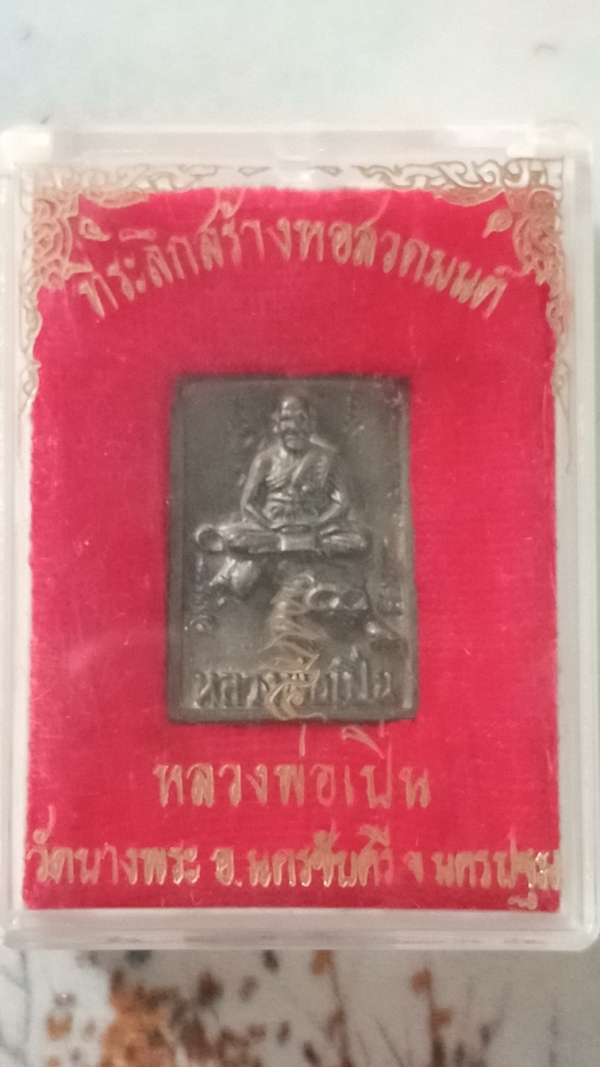 ที่ระลึกสร้างหอสวดมนต์
หลวงพ่อเปิ่น
หลวงพ่อเปิ่น
วัดบางพระ อ.นครชัยศรี จ นครปฐม